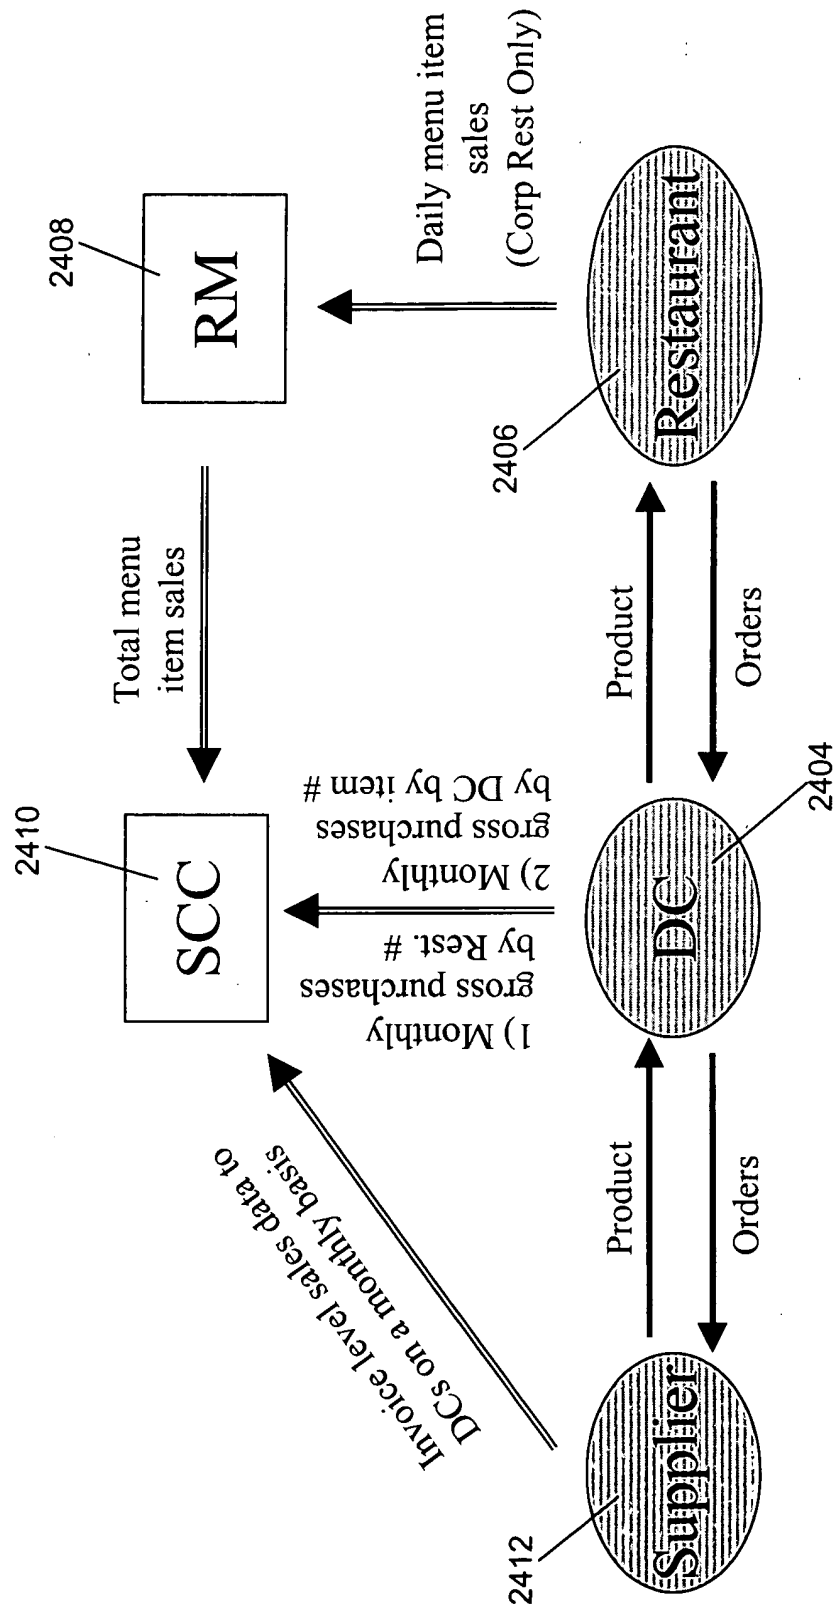 2410
SCC
Total menu
item sales
2408
RM
Invoice level sales data to
DCs on a monthly basis
1) Monthly
gross purchases
by Rest. #
2) Monthly
gross purchases
by DC by item #
Daily menu item
sales
(Corp Rest Only)
2412
Supplier
Product
Orders
DC
2404
Product
Orders
2406
Restaurant